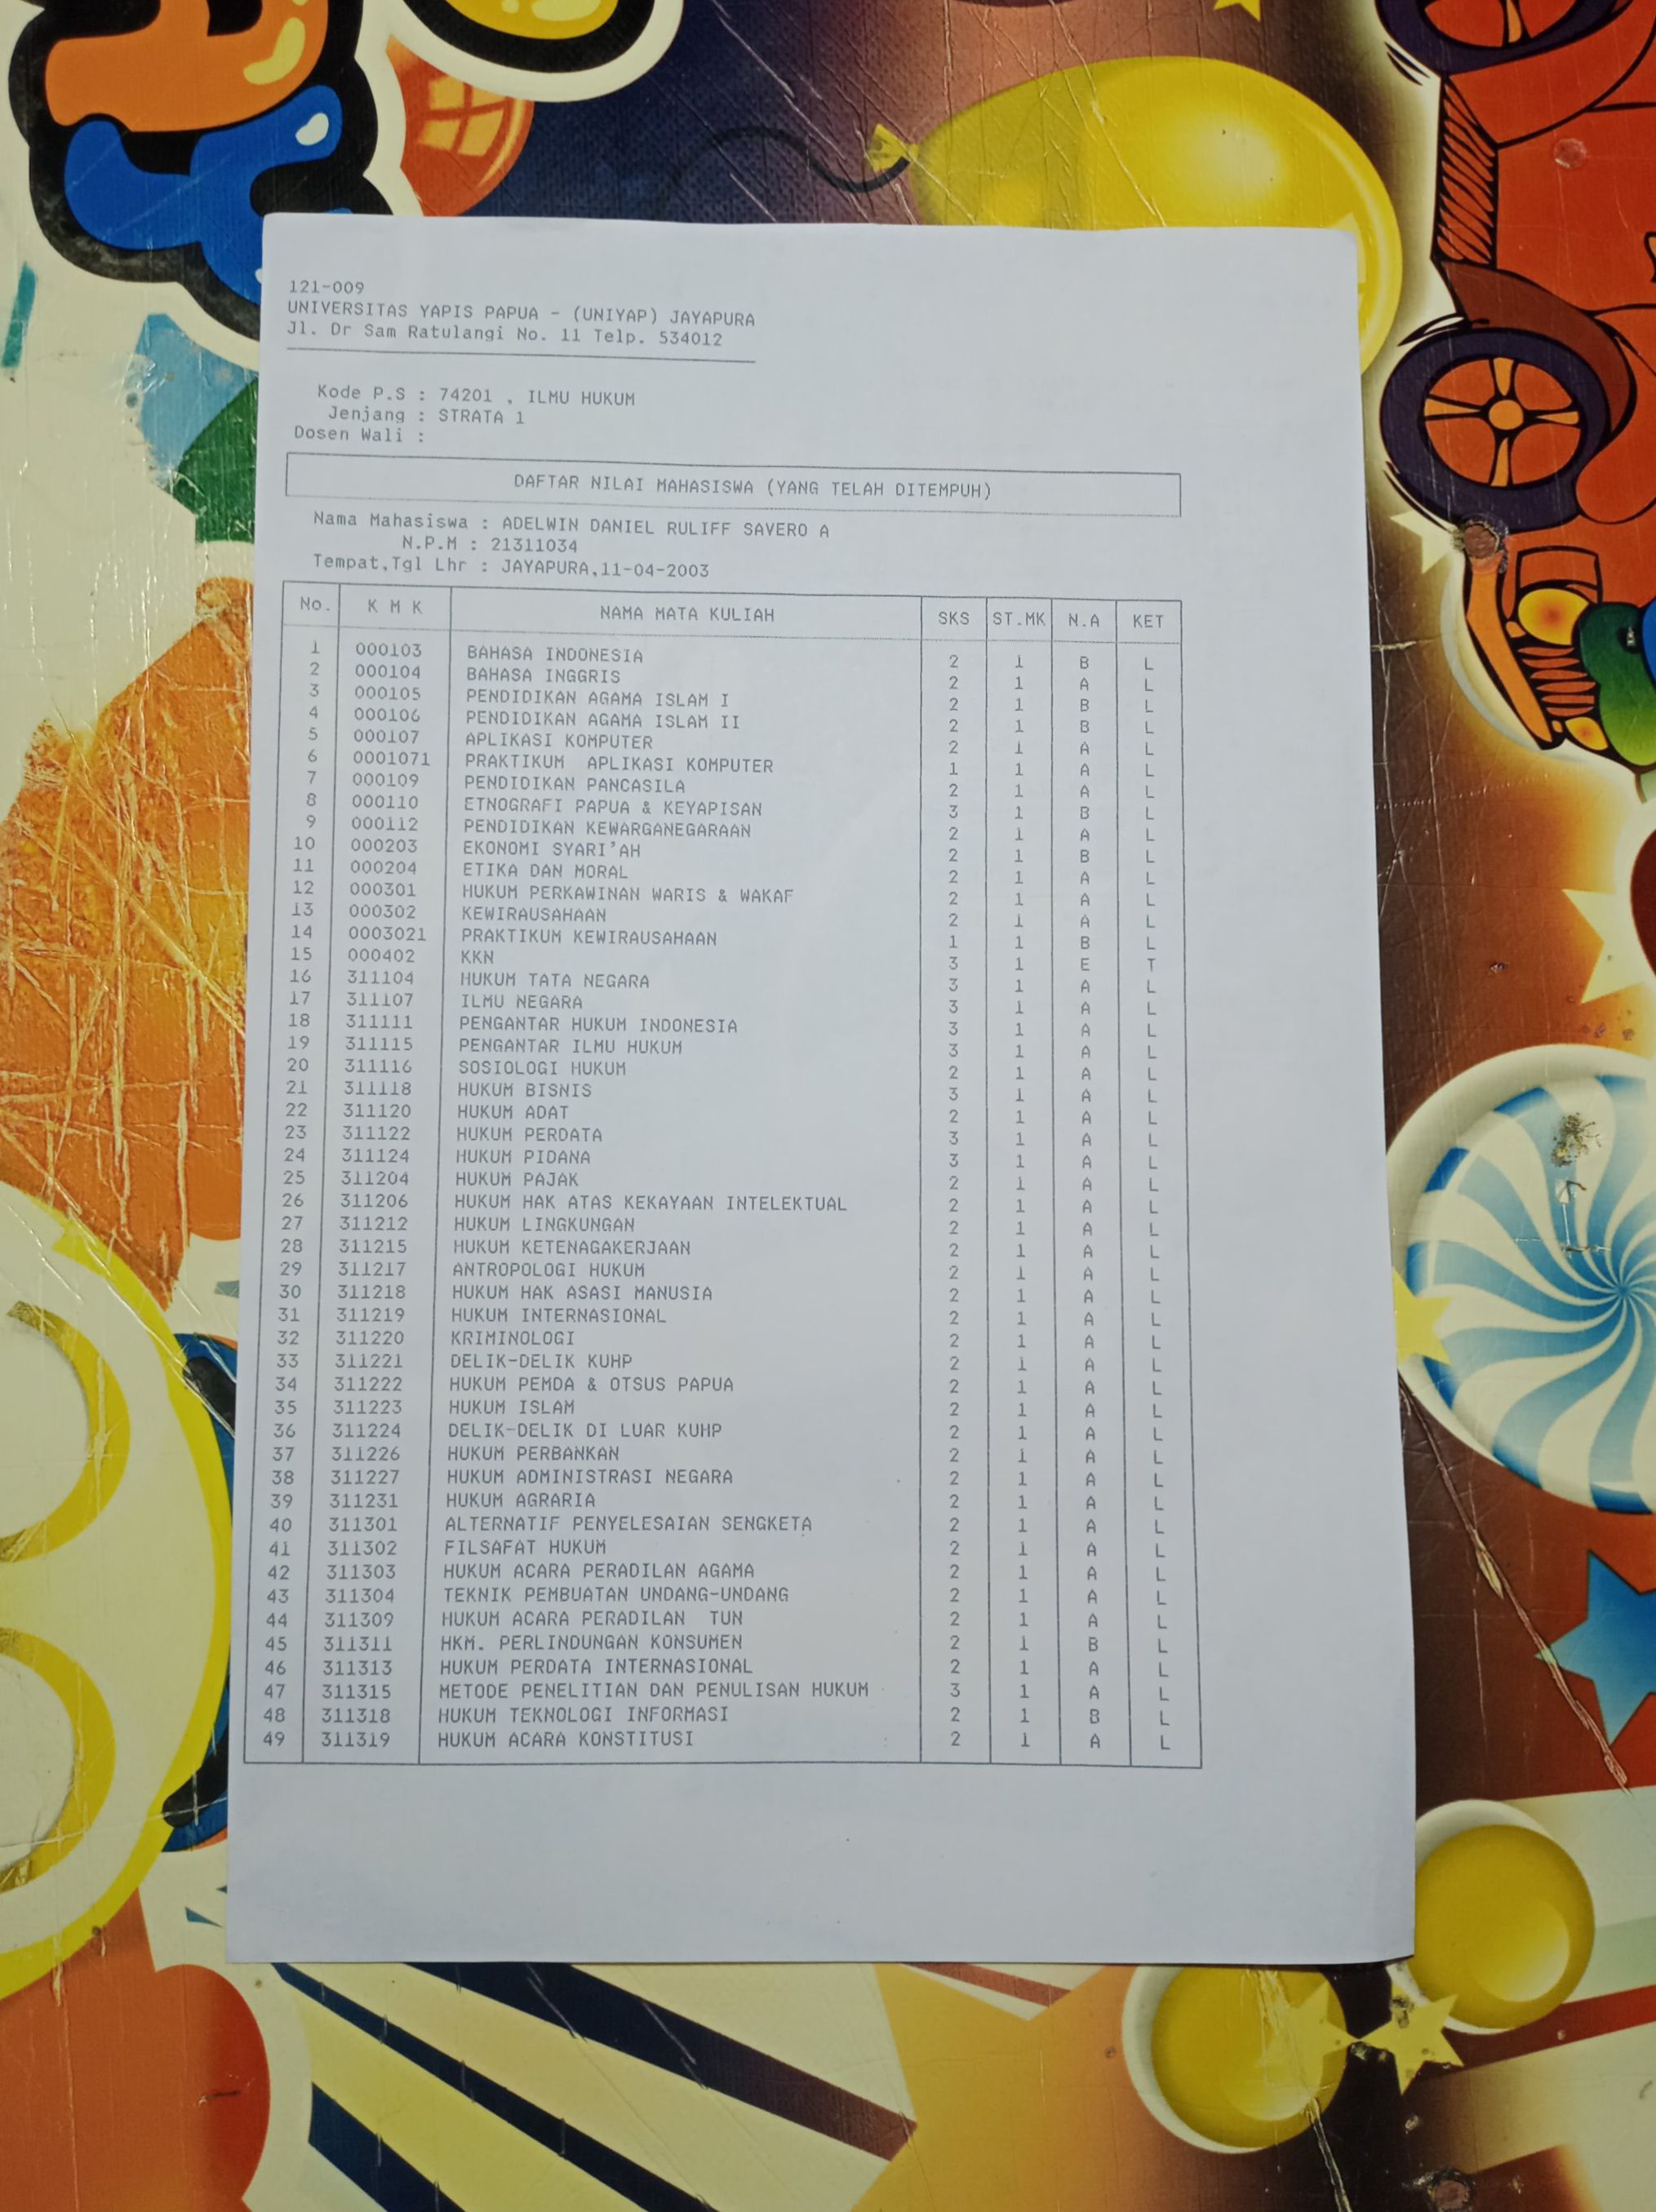 121-009
UNIVERSITAS YAPIS PAPUA - (UNIYAP) JAYAPURA
Jl. Dr Sam Ratulangi No. 11 Telp. 534012
Kode P.S : 74201 , ILMU HUKUM
Jenjang : STRATA 1
Dosen Wali :
DAFTAR NILAI MAHASISWA (YANG TELAH DITEMPUH)
Nama Mahasiswa : ADELWIN DANIEL RULIFF SAVERO A
N.P.M : 21311034
Tempat,Tgl Lhr : JAYAPURA,11-04-2003
No. K M K NAMA MATA KULIAH SKS ST.MK N.A KET
1 000103 BAHASA INDONESIA 2 1 B L
2 000104 BAHASA INGGRIS 2 1 A L
3 000105 PENDIDIKAN AGAMA ISLAM I 2 1 B L
4 000106 PENDIDIKAN AGAMA ISLAM II 2 1 B L
5 000107 APLIKASI KOMPUTER 2 1 A L
6 0001071 PRAKTIKUM APLIKASI KOMPUTER 1 1 A L
7 000109 PENDIDIKAN PANCASILA 2 1 A L
8 000110 ETNOGRAFI PAPUA & KEYAPISAN 3 1 B L
9 000112 PENDIDIKAN KEWARGANEGARAAN 2 1 A L
10 000203 EKONOMI SYARI'AH 2 1 B L
11 000204 ETIKA DAN MORAL 2 1 A L
12 000301 HUKUM PERKAWINAN WARIS & WAKAF 2 1 A L
13 000302 KEWIRAUSAHAAN 2 1 A L
14 0003021 PRAKTIKUM KEWIRAUSAHAAN 1 1 B L
15 000402 KKN 3 1 E T
16 311104 HUKUM TATA NEGARA 3 1 A L
17 311107 ILMU NEGARA 3 1 A L
18 311111 PENGANTAR HUKUM INDONESIA 3 1 A L
19 311115 PENGANTAR ILMU HUKUM 3 1 A L
20 311116 SOSIOLOGI HUKUM 2 1 A L
21 311118 HUKUM BISNIS 3 1 A L
22 311120 HUKUM ADAT 2 1 A L
23 311122 HUKUM PERDATA 3 1 A L
24 311124 HUKUM PIDANA 3 1 A L
25 311204 HUKUM PAJAK 2 1 A L
26 311206 HUKUM HAK ATAS KEKAYAAN INTELEKTUAL 2 1 A L
27 311212 HUKUM LINGKUNGAN 2 1 A L
28 311215 HUKUM KETENAGAKERJAAN 2 1 A L
29 311217 ANTROPOLOGI HUKUM 2 1 A L
30 311218 HUKUM HAK ASASI MANUSIA 2 1 A L
31 311219 HUKUM INTERNASIONAL 2 1 A L
32 311220 KRIMINOLOGI 2 1 A L
33 311221 DELIK-DELIK KUHP 2 1 A L
34 311222 HUKUM PEMDA & OTSUS PAPUA 2 1 A L
35 311223 HUKUM ISLAM 2 1 A L
36 311224 DELIK-DELIK DI LUAR KUHP 2 1 A L
37 311226 HUKUM PERBANKAN 2 1 A L
38 311227 HUKUM ADMINISTRASI NEGARA 2 1 A L
39 311231 HUKUM AGRARIA 2 1 A L
40 311301 ALTERNATIF PENYELESAIAN SENGKETA 2 1 A L
41 311302 FILSAFAT HUKUM 2 1 A L
42 311303 HUKUM ACARA PERADILAN AGAMA 2 1 A L
43 311304 TEKNIK PEMBUATAN UNDANG-UNDANG 2 1 A L
44 311309 HUKUM ACARA PERADILAN TUN 2 1 A L
45 311311 HKM. PERLINDUNGAN KONSUMEN 2 1 B L
46 311313 HUKUM PERDATA INTERNASIONAL 2 1 A L
47 311315 METODE PENELITIAN DAN PENULISAN HUKUM 3 1 A L
48 311318 HUKUM TEKNOLOGI INFORMASI 2 1 B L
49 311319 HUKUM ACARA KONSTITUSI 2 1 A L